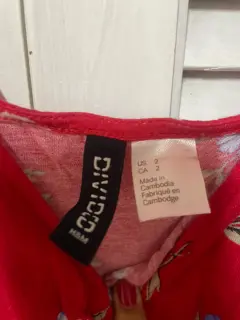 DIVIDED
H&M
US 2
CA 2
Made in
Cambodia
Fabriqué en
Cambodge